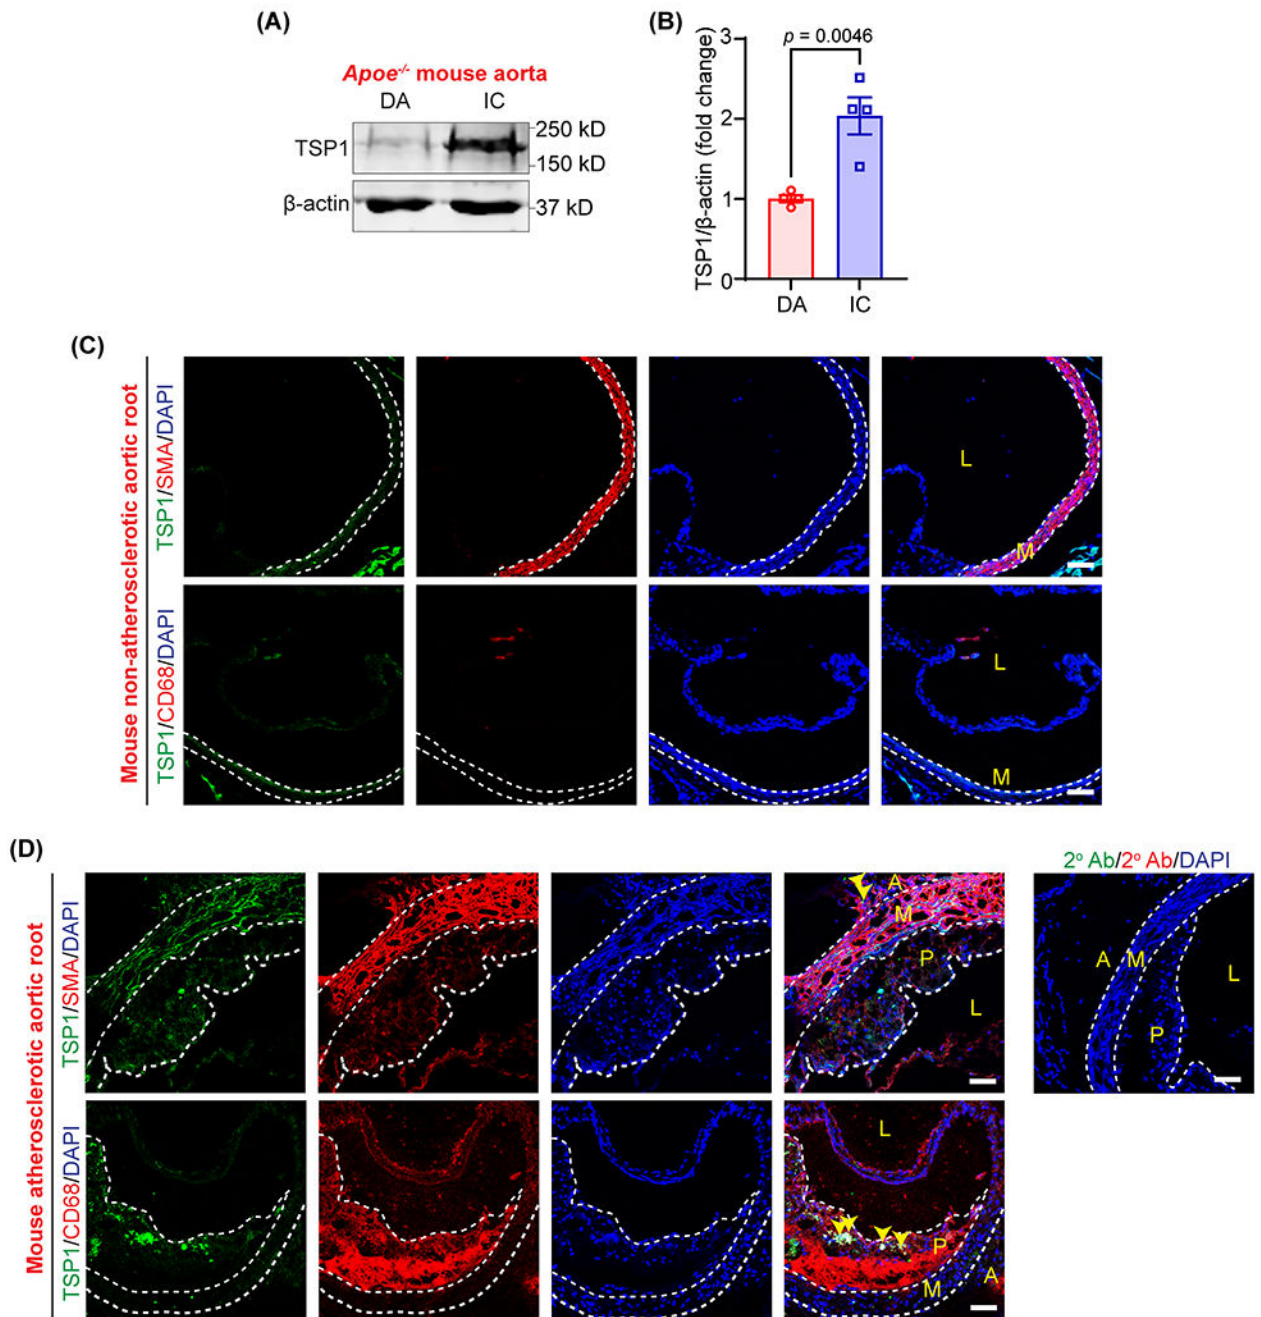 (A)
Apoe-/- mouse aorta
DA IC
TSP1
250 kD
150 kD
β-actin
37 kD
(B)
TSP1/β-actin (fold change)
p = 0.0046
3
2
1
0
DA IC
(C)
Mouse non-atherosclerotic aortic root
TSP1/SMA/DAPI
L
M
TSP1/CD68/DAPI
L
M
(D)
Mouse atherosclerotic aortic root
TSP1/SMA/DAPI
A
M
P
L
2º Ab/2º Ab/DAPI
A M
L
P
TSP1/CD68/DAPI
L
P
M
A